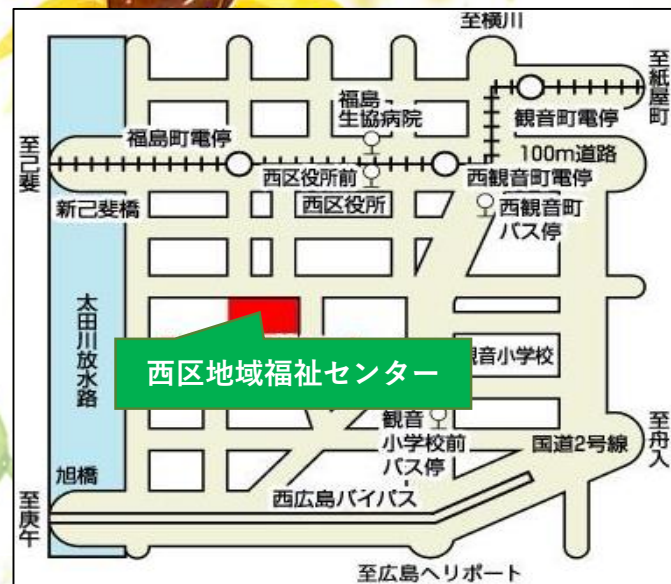 至横川
至紙屋町
福島
生協病院
観音町電停
福島町電停
100m道路
至己斐
西区役所前
西観音町電停
新己斐橋
西区役所
西観音町
バス停
太田川放水路
西区地域福祉センター
音小学校
観音
小学校前
バス停
国道2号線
至舟入
旭橋
西広島バイパス
至庚午
至広島ヘリポート